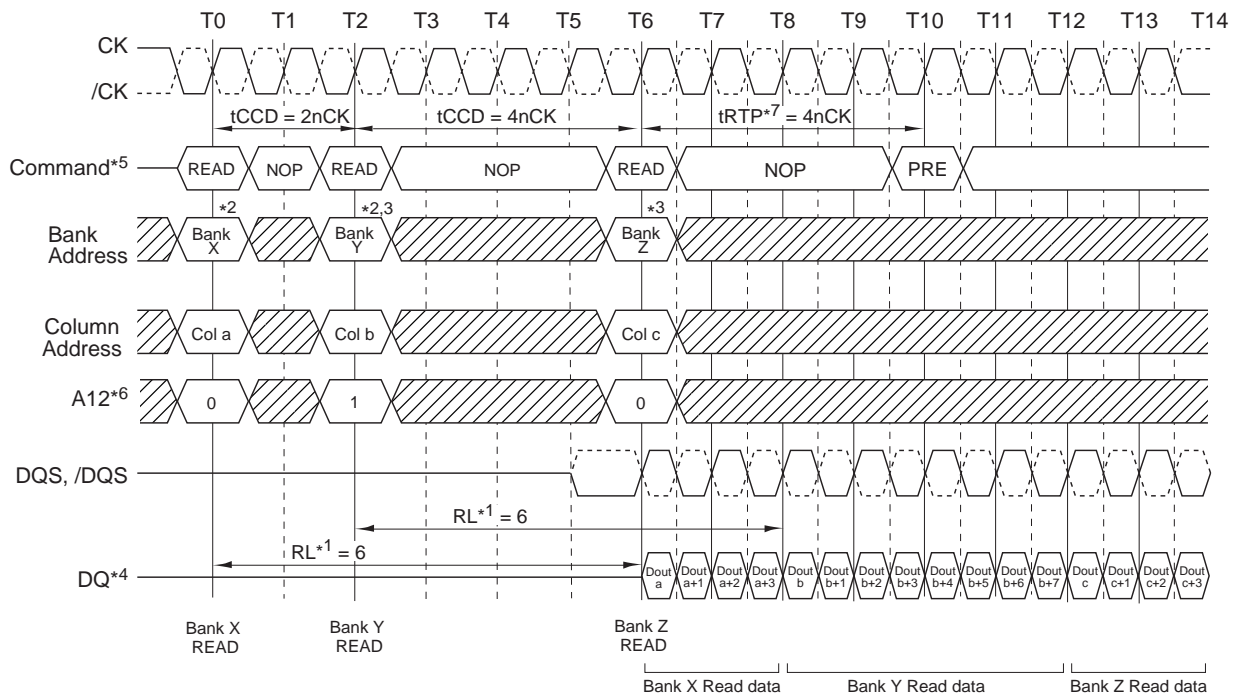 T0 T1 T2 T3 T4 T5 T6 T7 T8 T9 T10 T11 T12 T13 T14
CK
/CK
tCCD = 2nCK tCCD = 4nCK tRTP*7 = 4nCK
Command*5 READ NOP READ NOP READ NOP PRE
*2 *2,3 *3
Bank Address Bank X Bank Y Bank Z
Column Address Col a Col b Col c
A12*6 0 1 0
DQS, /DQS
RL*1 = 6
RL*1 = 6
DQ*4 Dout a Dout a+1 Dout a+2 Dout a+3 Dout b Dout b+1 Dout b+2 Dout b+3 Dout b+4 Dout b+5 Dout b+6 Dout b+7 Dout c Dout c+1 Dout c+2 Dout c+3
Bank X READ Bank Y READ Bank Z READ
Bank X Read data Bank Y Read data Bank Z Read data